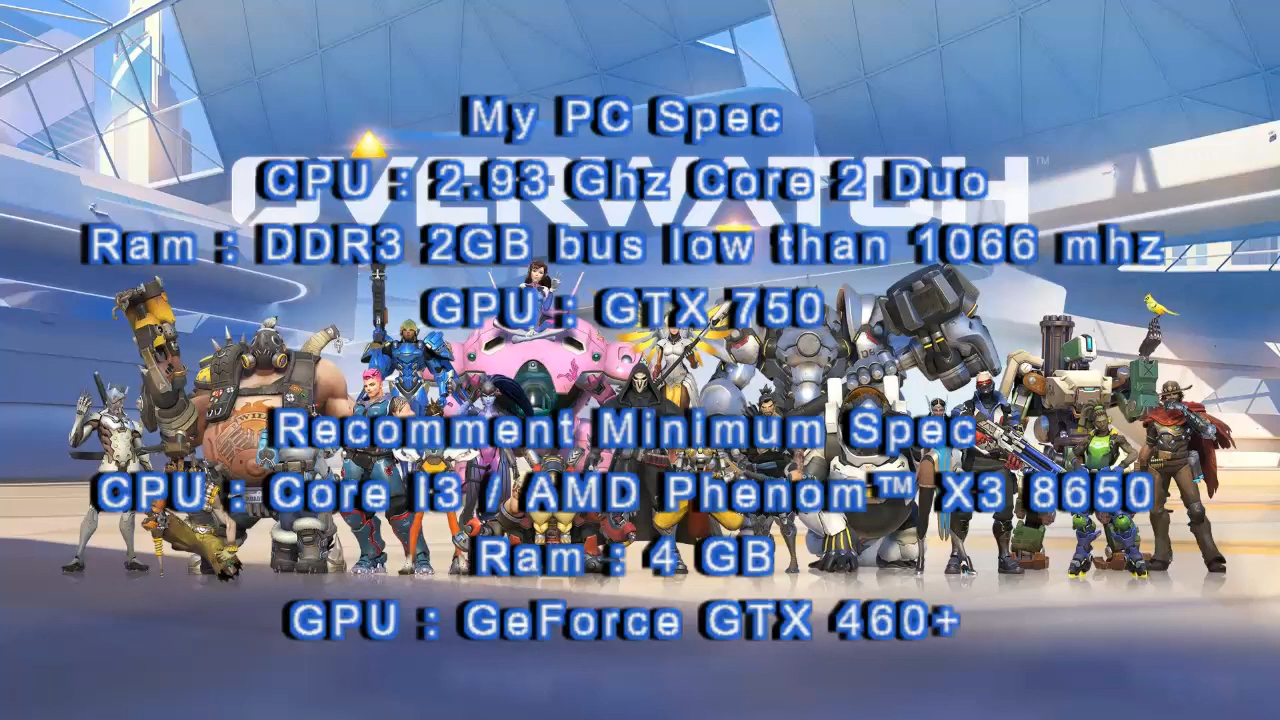 My PC Spec
OVERWATCH™
CPU : 2.93 Ghz Core 2 Duo
Ram : DDR3 2GB bus low than 1066 mhz
GPU : GTX 750
Recomment Minimum Spec
CPU : Core I3 / AMD Phenom™ X3 8650
Ram : 4 GB
GPU : GeForce GTX 460+